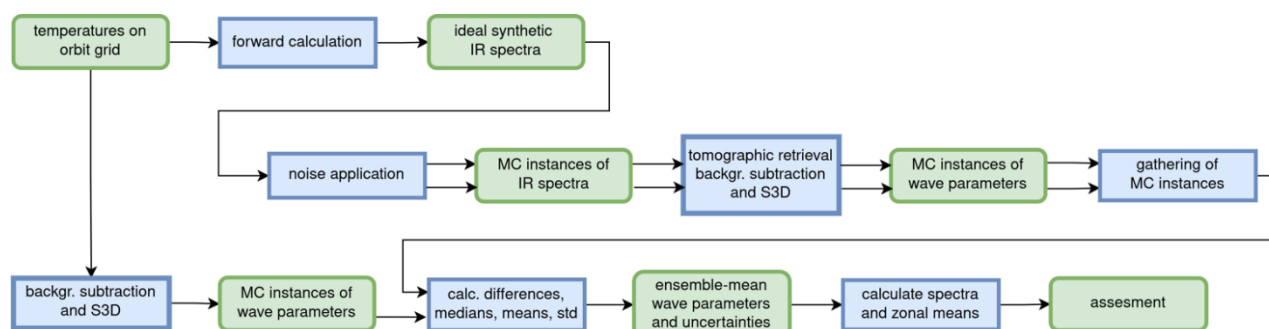 temperatures on
orbit grid
forward calculation
ideal synthetic
IR spectra
noise application
MC instances of
IR spectra
tomographic retrieval
backgr. subtraction
and S3D
MC instances of
wave parameters
gathering of
MC instances
backgr. subtraction
and S3D
MC instances of
wave parameters
calc. differences,
medians, means, std
ensemble-mean
wave parameters
and uncertainties
calculate spectra
and zonal means
assesment